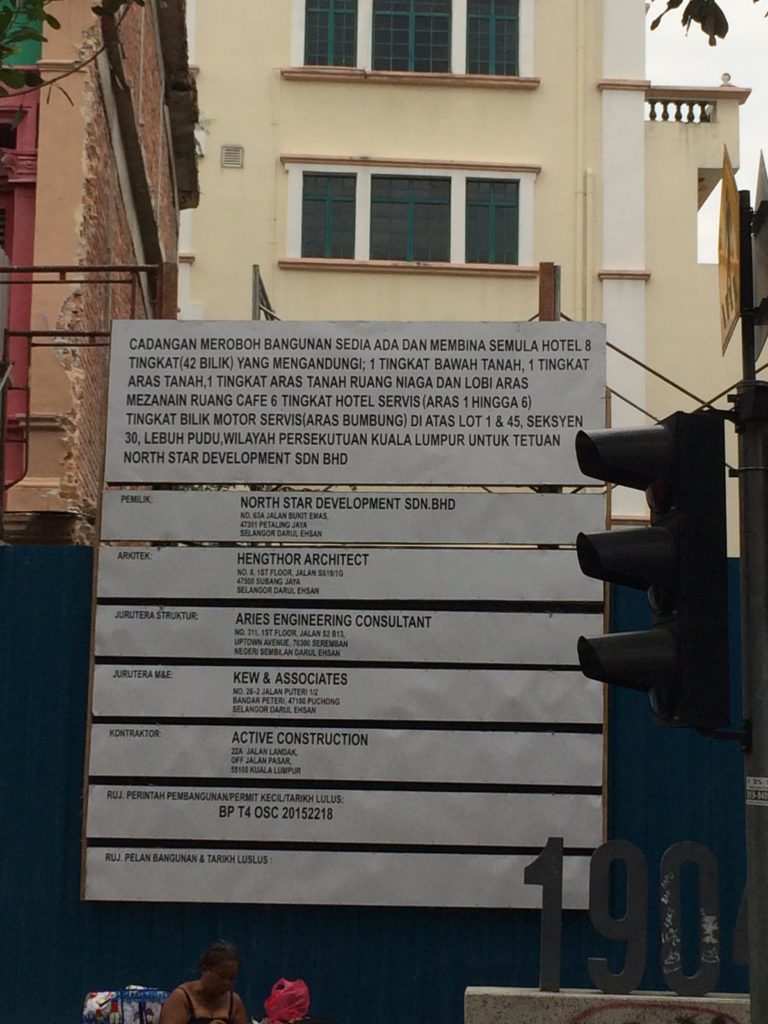 CADANGAN MEROBOH BANGUNAN SEDIA ADA DAN MEMBINA SEMULA HOTEL 8
TINGKAT(42 BILIK) YANG MENGANDUNGI; 1 TINGKAT BAWAH TANAH, 1 TINGKAT
ARAS TANAH,1 TINGKAT ARAS TANAH RUANG NIAGA DAN LOBI ARAS
MEZANAIN RUANG CAFE 6 TINGKAT HOTEL SERVIS (ARAS 1 HINGGA 6)
TINGKAT BILIK MOTOR SERVIS(ARAS BUMBUNG) DI ATAS LOT 1 & 45, SEKSYEN
30, LEBUH PUDU,WILAYAH PERSEKUTUAN KUALA LUMPUR UNTUK TETUAN
NORTH STAR DEVELOPMENT SDN BHD
PEMILIK: NORTH STAR DEVELOPMENT SDN.BHD
NO. 63A JALAN BUKIT EMAS,
47301 PETALING JAYA
SELANGOR DARUL EHSAN
ARKITEK: HENGTHOR ARCHITECT
NO. 8, 1ST FLOOR, JALAN SS18/1G
47500 SUBANG JAYA
SELANGOR DARUL EHSAN
JURUTERA STRUKTUR: ARIES ENGINEERING CONSULTANT
NO. 311, 1ST FLOOR, JALAN S2 B13,
UPTOWN AVENUE, 70300 SEREMBAN
NEGERI SEMBILAN DARUL EHSAN
JURUTERA M&E: KEW & ASSOCIATES
NO. 26-2 JALAN PUTERI 1/2
BANDAR PETERI, 47100 PUCHONG
SELANGOR DARUL EHSAN
KONTRAKTOR: ACTIVE CONSTRUCTION
22A JALAN LANDAK,
OFF JALAN PASAR,
55100 KUALA LUMPUR
RUJ. PERINTAH PEMBANGUNAN/PERMIT KECIL/TARIKH LULUS:
BP T4 OSC 20152218
RUJ. PELAN BANGUNAN & TARIKH LUSLUS :
1904